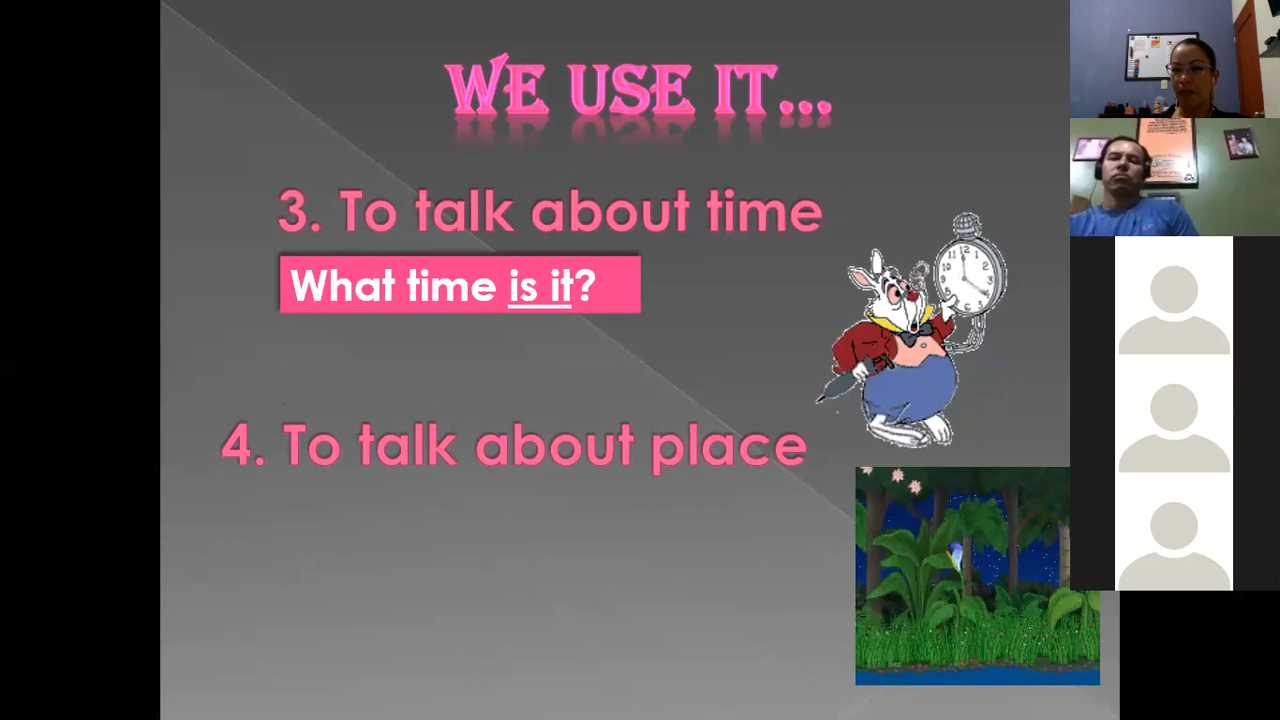 WE USE IT...
3. To talk about time
What time is it?
4. To talk about place